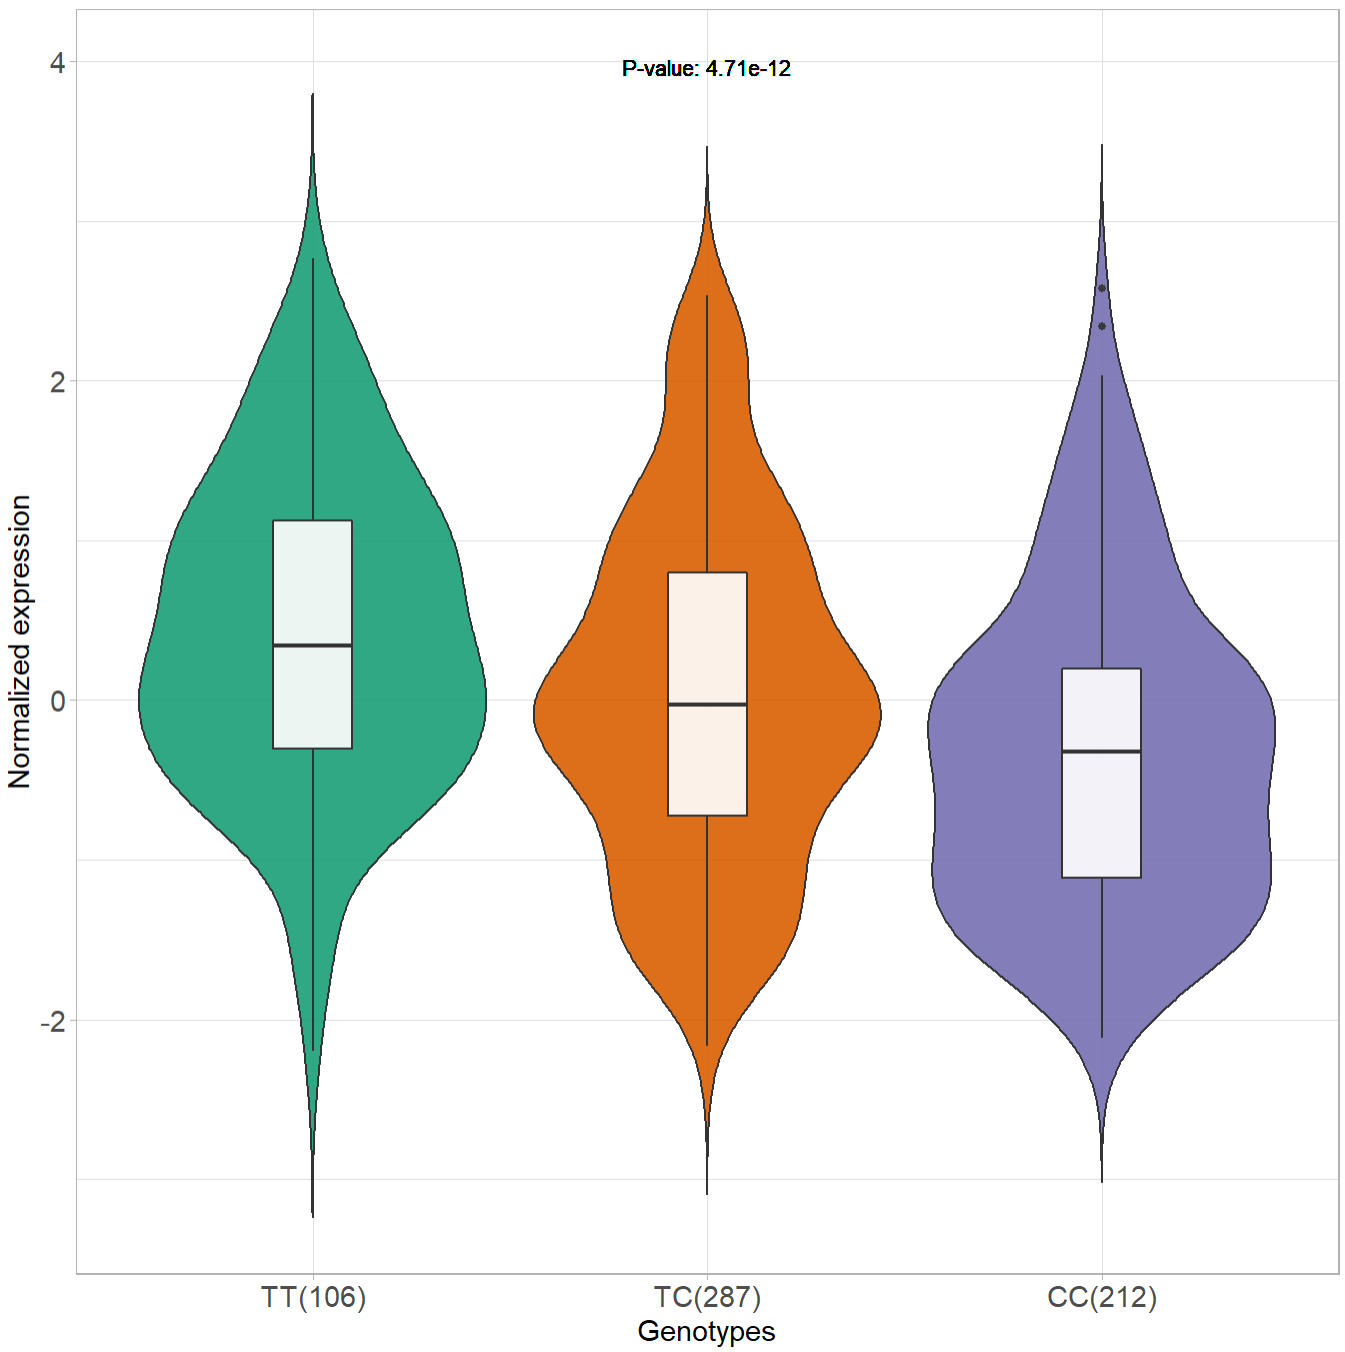 P-value: 4.71e-12
4
2
0
-2
Normalized expression
TT(106) TC(287) CC(212)
Genotypes